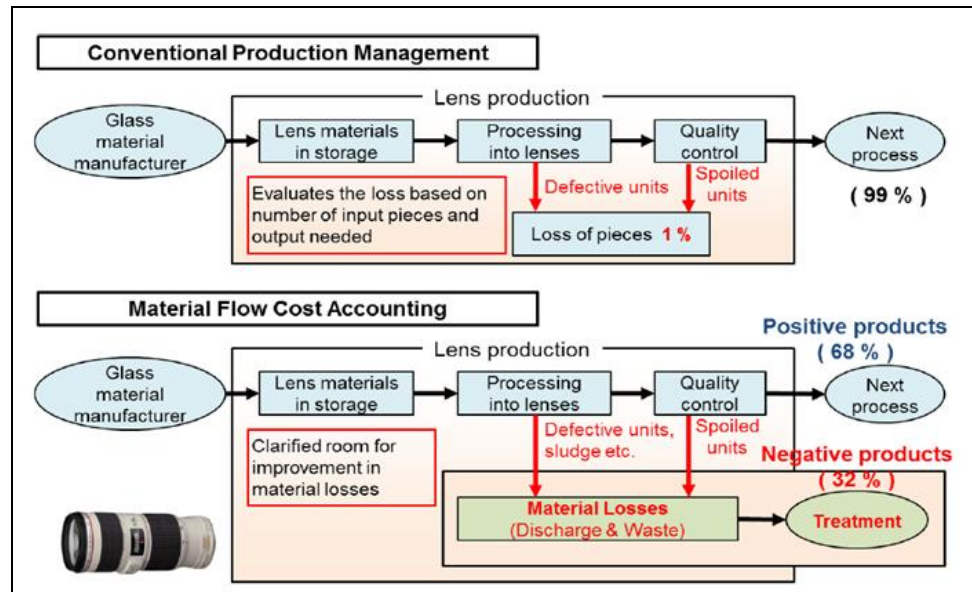 Conventional Production Management
Lens production
Glass
material
manufacturer
Lens materials
in storage
Processing
into lenses
Quality
control
Next
process
( 99 % )
Evaluates the loss based on
number of input pieces and
output needed
Defective units
Spoiled
units
Loss of pieces 1 %
Material Flow Cost Accounting
Positive products
( 68 % )
Lens production
Glass
material
manufacturer
Lens materials
in storage
Processing
into lenses
Quality
control
Next
process
Clarified room for
improvement in
material losses
Defective units,
sludge etc.
Spoiled
units
Negative products
( 32 % )
Material Losses
(Discharge & Waste)
Treatment